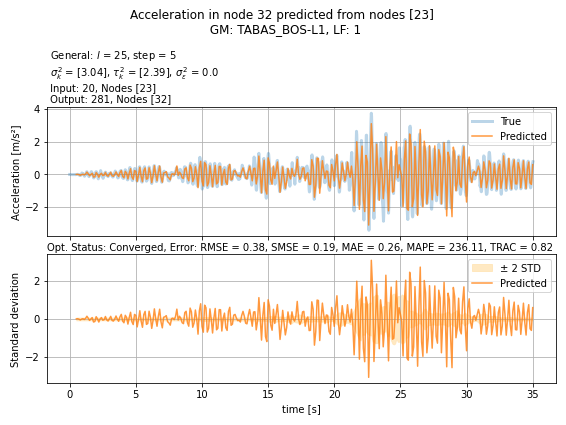 Acceleration in node 32 predicted from nodes [23]
GM: TABAS_BOS-L1, LF: 1
General: l = 25, step = 5
σ²ₖ = [3.04], τ²ₖ = [2.39], σ²ε = 0.0
Input: 20, Nodes [23]
Output: 281, Nodes [32]
4
2
0
−2
Acceleration [m/s²]
True
Predicted
Opt. Status: Converged, Error: RMSE = 0.38, SMSE = 0.19, MAE = 0.26, MAPE = 236.11, TRAC = 0.82
2
0
−2
Standard deviation
± 2 STD
Predicted
0 5 10 15 20 25 30 35
time [s]